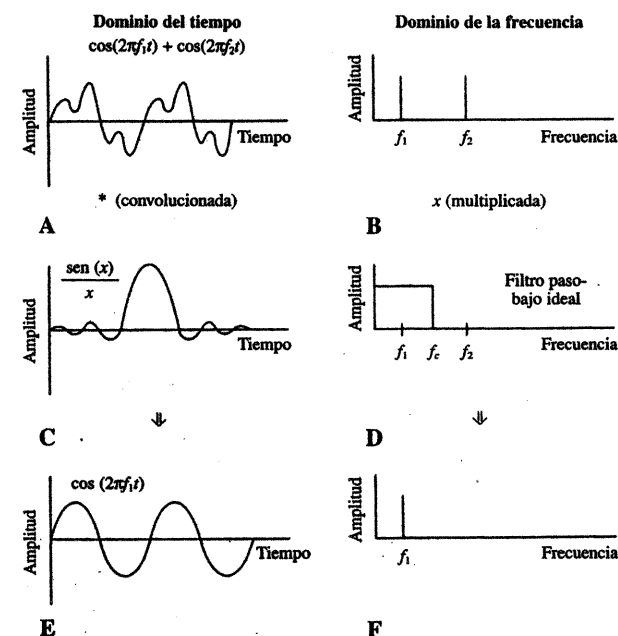 Dominio del tiempo
cos(2πf₁t) + cos(2πf₂t)
Amplitud
Tiempo
* (convolucionada)
A
Dominio de la frecuencia
Amplitud
f₁ f₂ Frecuencia
x (multiplicada)
B
sen (x)
x
Amplitud
Tiempo
C
⇓
Filtro paso-
bajo ideal
Amplitud
f₁ f꜀ f₂ Frecuencia
D
⇓
cos (2πf₁t)
Amplitud
Tiempo
E
Amplitud
f₁ Frecuencia
F